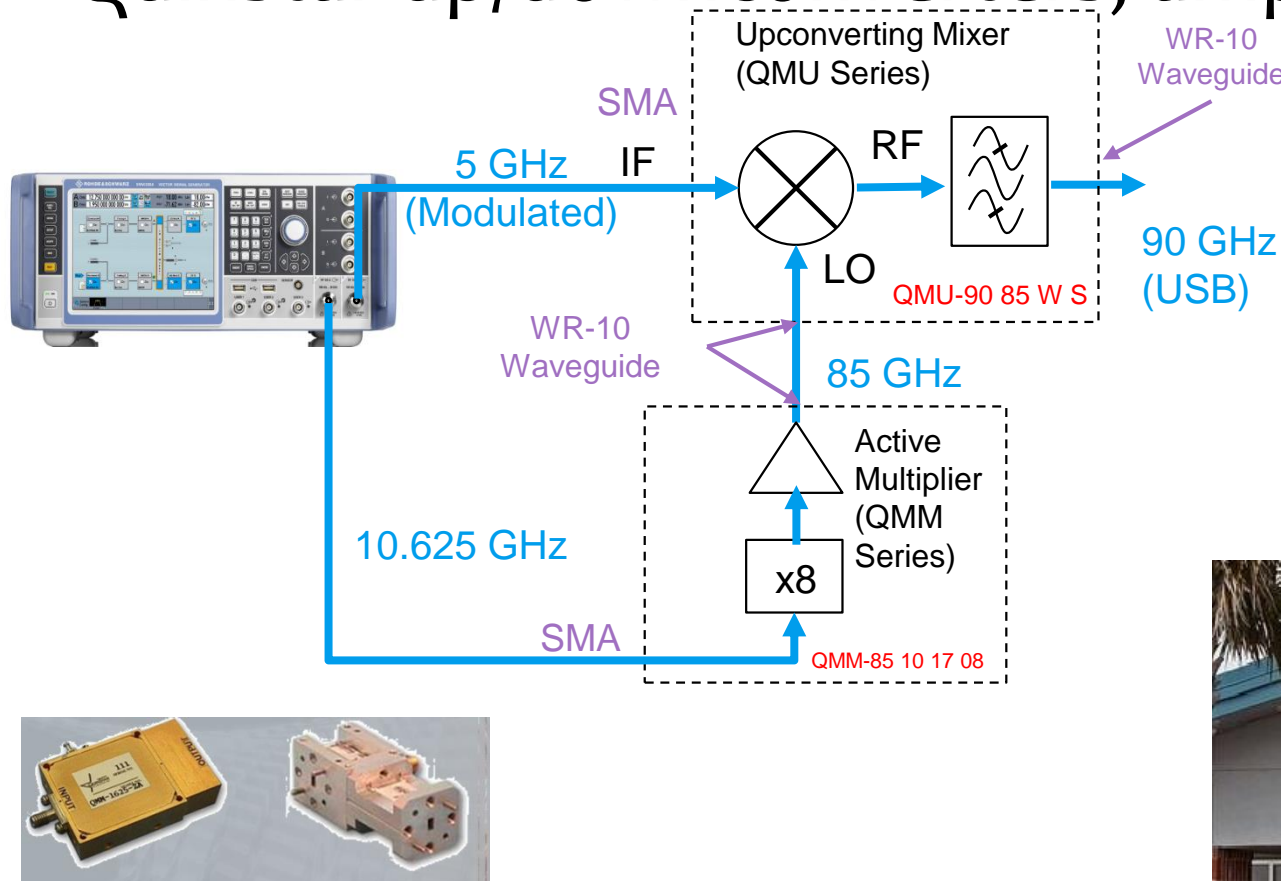 Upconverting Mixer
(QMU Series)
WR-10
Waveguide
SMA
5 GHz
(Modulated)
IF
RF
LO
QMU-90 85 W S
90 GHz
(USB)
WR-10
Waveguide
85 GHz
Active
Multiplier
(QMM
Series)
x8
10.625 GHz
SMA
QMM-85 10 17 08
INPUT
OUTPUT